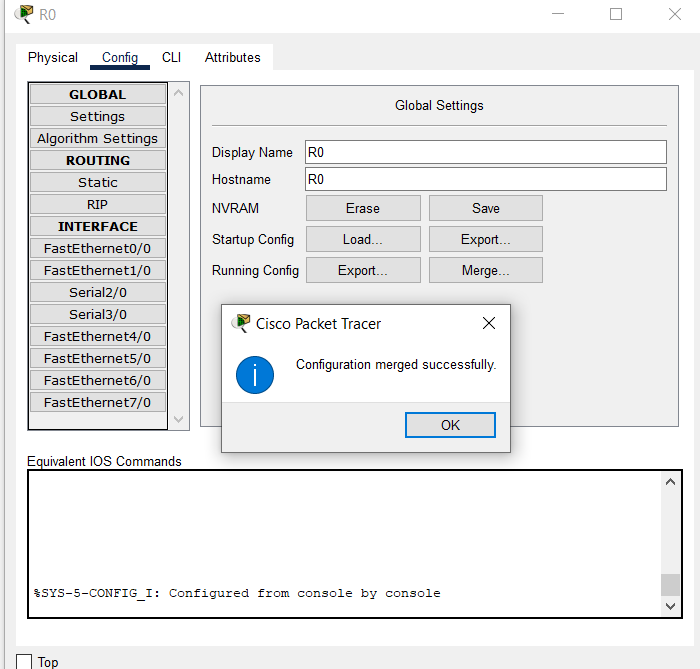 R0
Physical Config CLI Attributes
GLOBAL
Settings
Algorithm Settings
ROUTING
Static
RIP
INTERFACE
FastEthernet0/0
FastEthernet1/0
Serial2/0
Serial3/0
FastEthernet4/0
FastEthernet5/0
FastEthernet6/0
FastEthernet7/0
Global Settings
Display Name R0
Hostname R0
NVRAM Erase Save
Startup Config Load... Export...
Running Config Export... Merge...
Cisco Packet Tracer
Configuration merged successfully.
OK
Equivalent IOS Commands
%SYS-5-CONFIG_I: Configured from console by console
Top